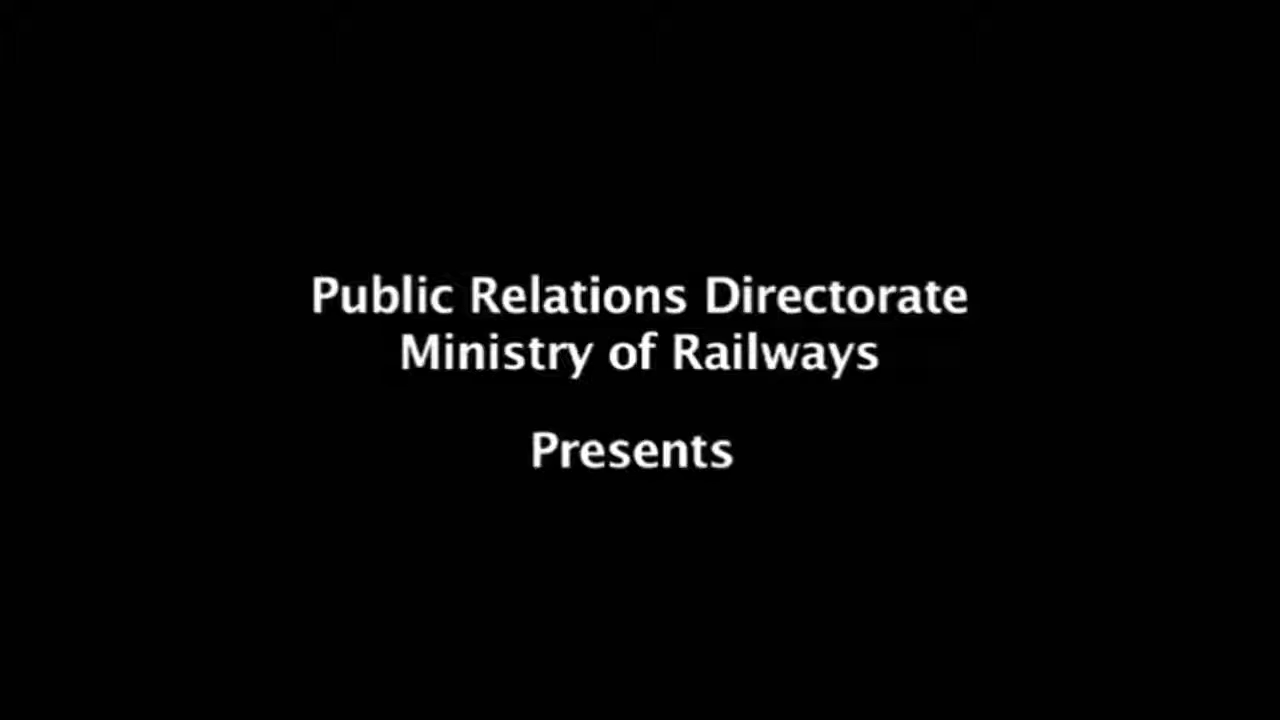 Public Relations Directorate
Ministry of Railways
Presents